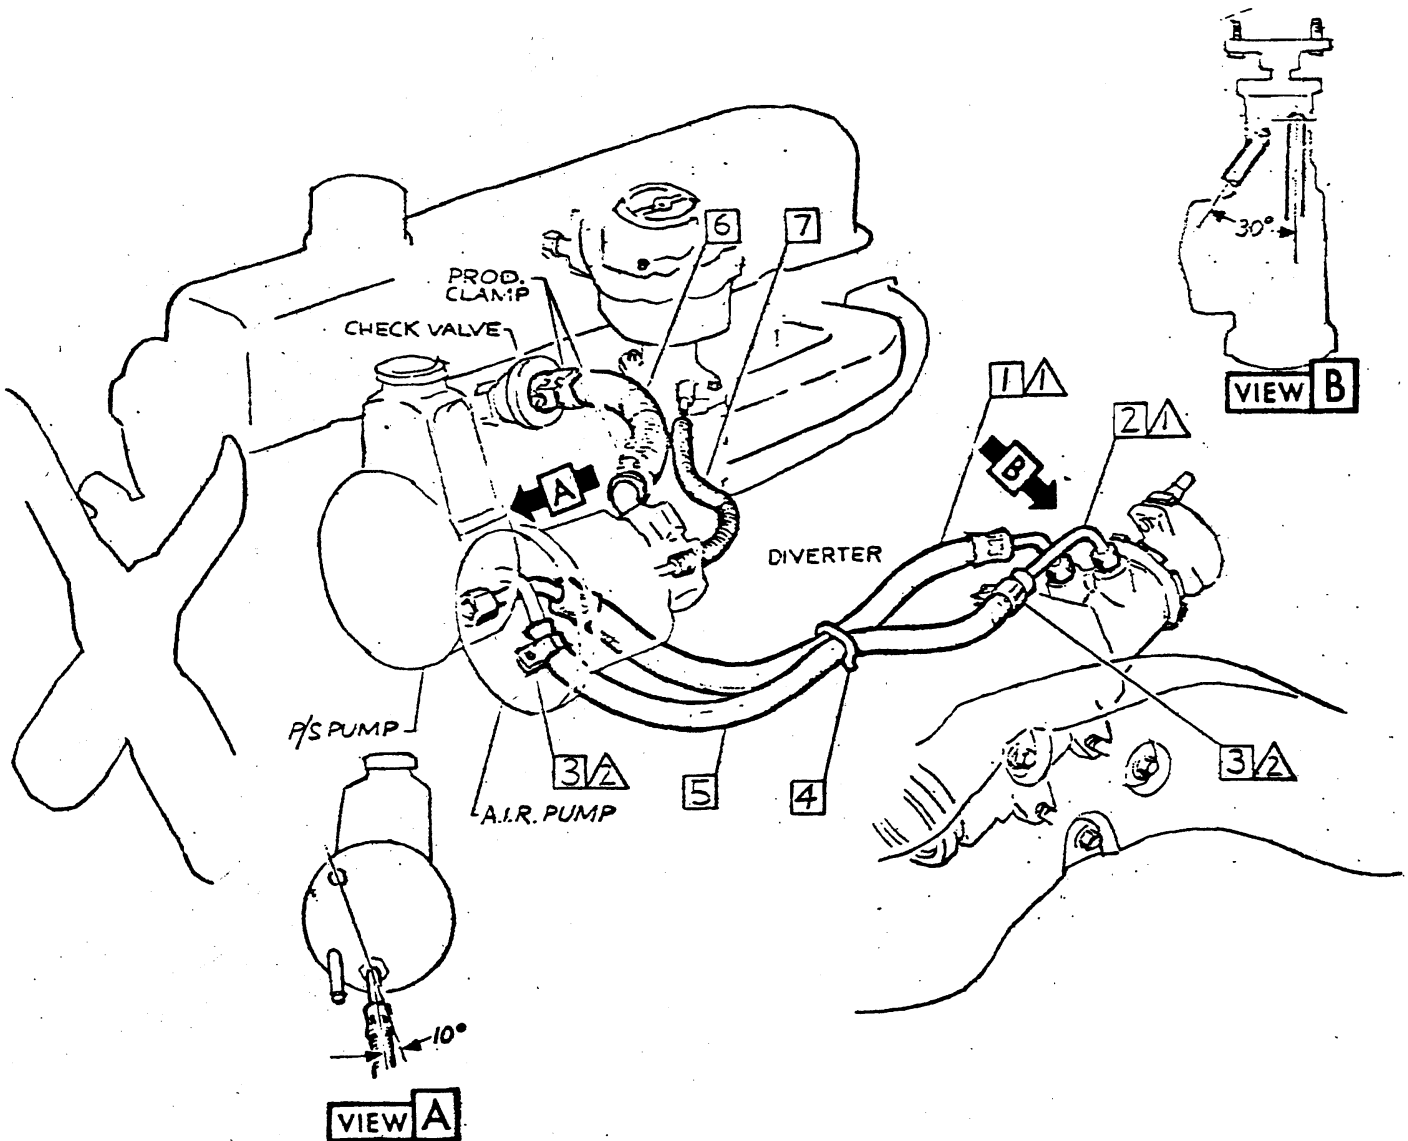 30°
VIEW B
6
7
PROD.
CLAMP
CHECK VALVE
1 1
2 1
B
A
DIVERTER
P/S PUMP
3 2
5
4
3 2
A.I.R. PUMP
10°
VIEW A